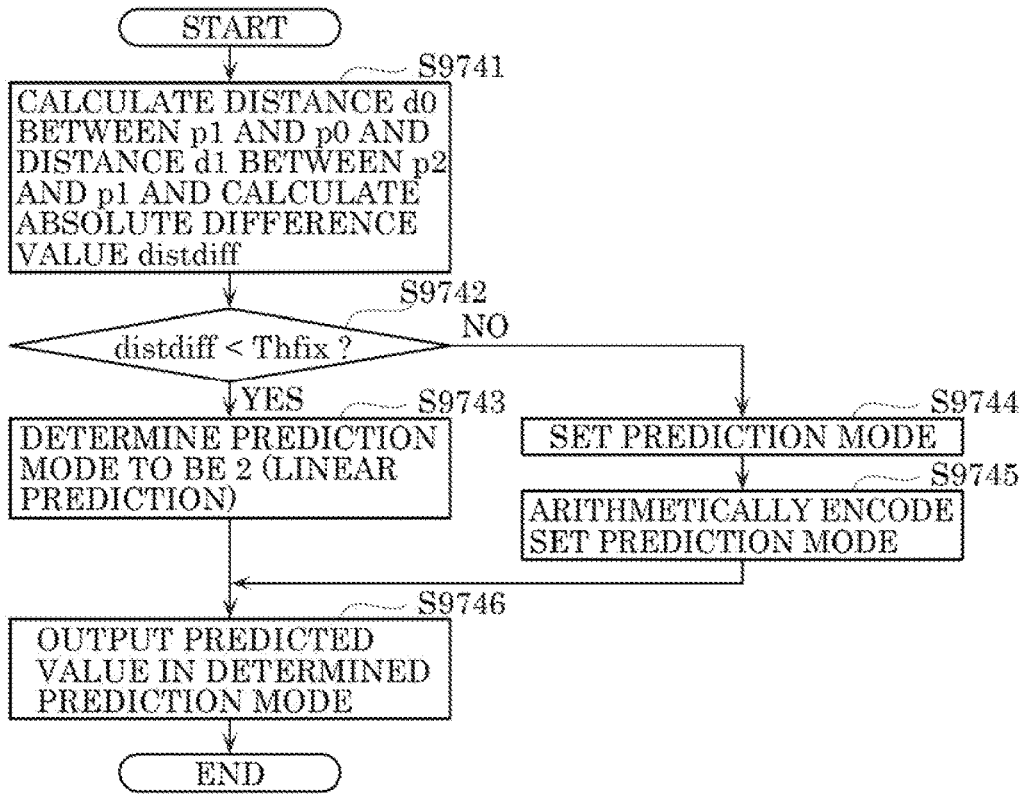 START
S9741
CALCULATE DISTANCE d0
BETWEEN p1 AND p0 AND
DISTANCE d1 BETWEEN p2
AND p1 AND CALCULATE
ABSOLUTE DIFFERENCE
VALUE distdiff
S9742
distdiff < Thfix ?
NO
YES
S9743
DETERMINE PREDICTION
MODE TO BE 2 (LINEAR
PREDICTION)
S9744
SET PREDICTION MODE
S9745
ARITHMETICALLY ENCODE
SET PREDICTION MODE
S9746
OUTPUT PREDICTED
VALUE IN DETERMINED
PREDICTION MODE
END